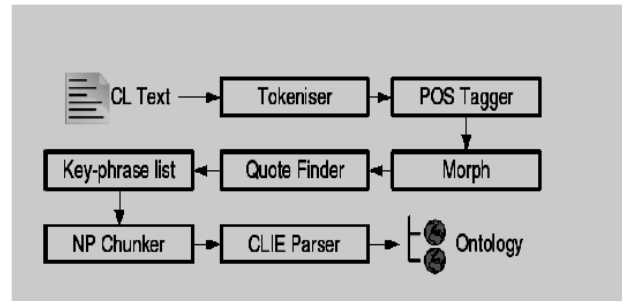 CL Text
Tokeniser
POS Tagger
Morph
Quote Finder
Key-phrase list
NP Chunker
CLIE Parser
Ontology